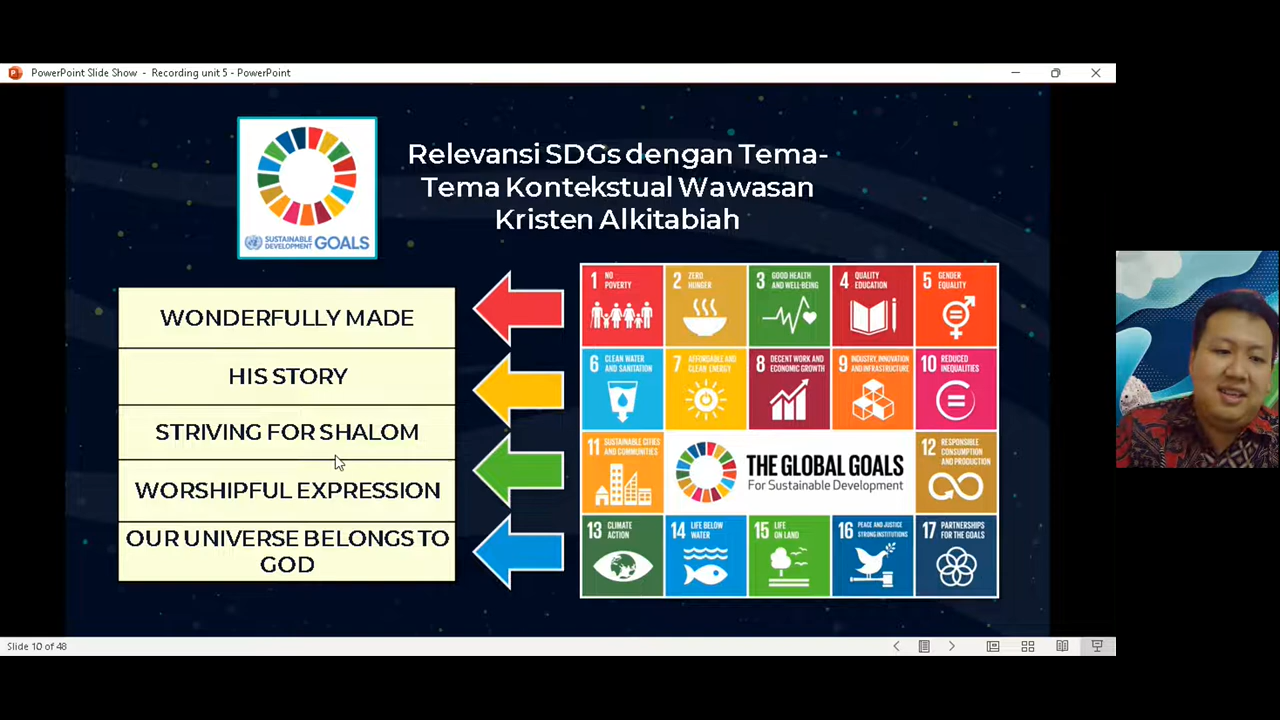 PowerPoint Slide Show - Recording unit 5 - PowerPoint
SUSTAINABLE
DEVELOPMENT GOALS
Relevansi SDGs dengan Tema-
Tema Kontekstual Wawasan
Kristen Alkitabiah
WONDERFULLY MADE
HIS STORY
STRIVING FOR SHALOM
WORSHIPFUL EXPRESSION
OUR UNIVERSE BELONGS TO
GOD
1 NO
POVERTY
2 ZERO
HUNGER
3 GOOD HEALTH
AND WELL-BEING
4 QUALITY
EDUCATION
5 GENDER
EQUALITY
6 CLEAN WATER
AND SANITATION
7 AFFORDABLE AND
CLEAN ENERGY
8 DECENT WORK AND
ECONOMIC GROWTH
9 INDUSTRY, INNOVATION
AND INFRASTRUCTURE
10 REDUCED
INEQUALITIES
11 SUSTAINABLE CITIES
AND COMMUNITIES
THE GLOBAL GOALS
For Sustainable Development
12 RESPONSIBLE
CONSUMPTION
AND PRODUCTION
13 CLIMATE
ACTION
14 LIFE BELOW
WATER
15 LIFE
ON LAND
16 PEACE AND JUSTICE
STRONG INSTITUTIONS
17 PARTNERSHIPS
FOR THE GOALS
Slide 10 of 48